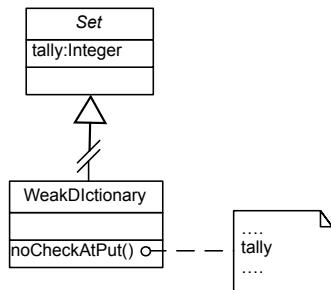 Set
tally:Integer
WeakDIctionary
noCheckAtPut()
....
tally
....